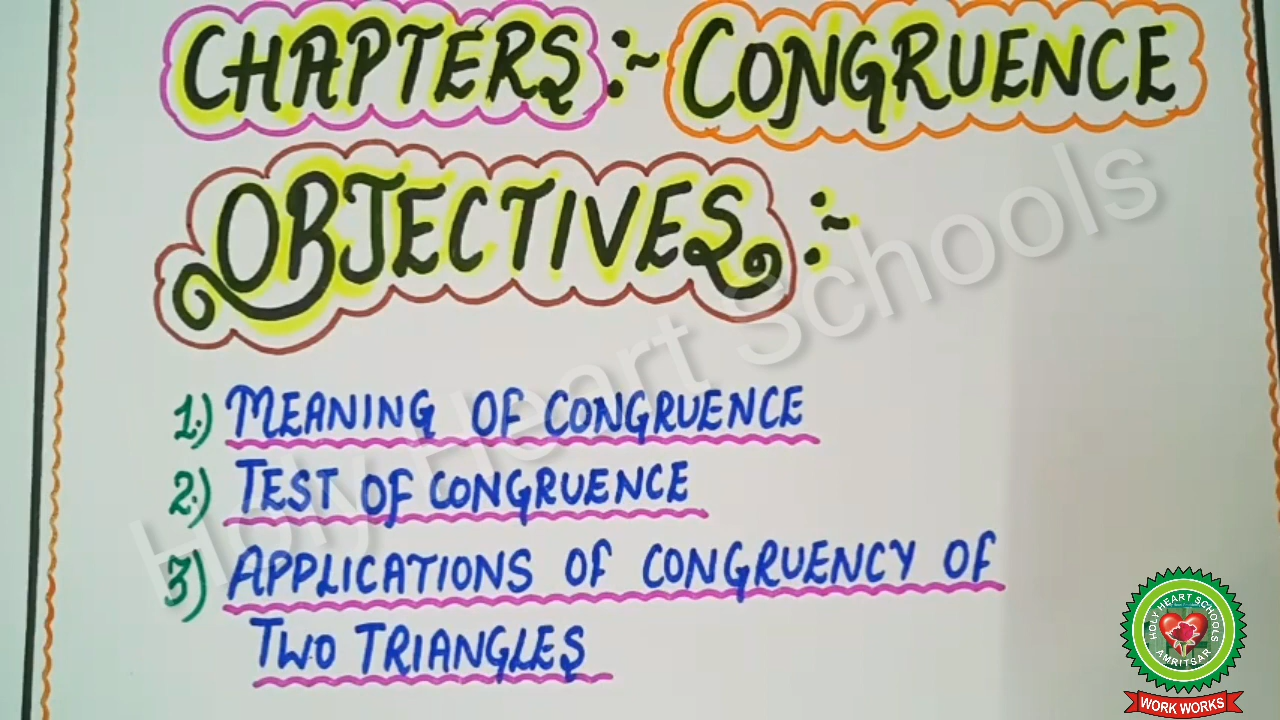 CHAPTERS:~ CONGRUENCE
OBJECTIVES:~
1.) MEANING OF CONGRUENCE
2.) TEST OF CONGRUENCE
3) APPLICATIONS OF CONGRUENCY OF
TWO TRIANGLES
Holy Heart Schools
HOLY HEART SCHOOLS
AMRITSAR
WORK WORKS